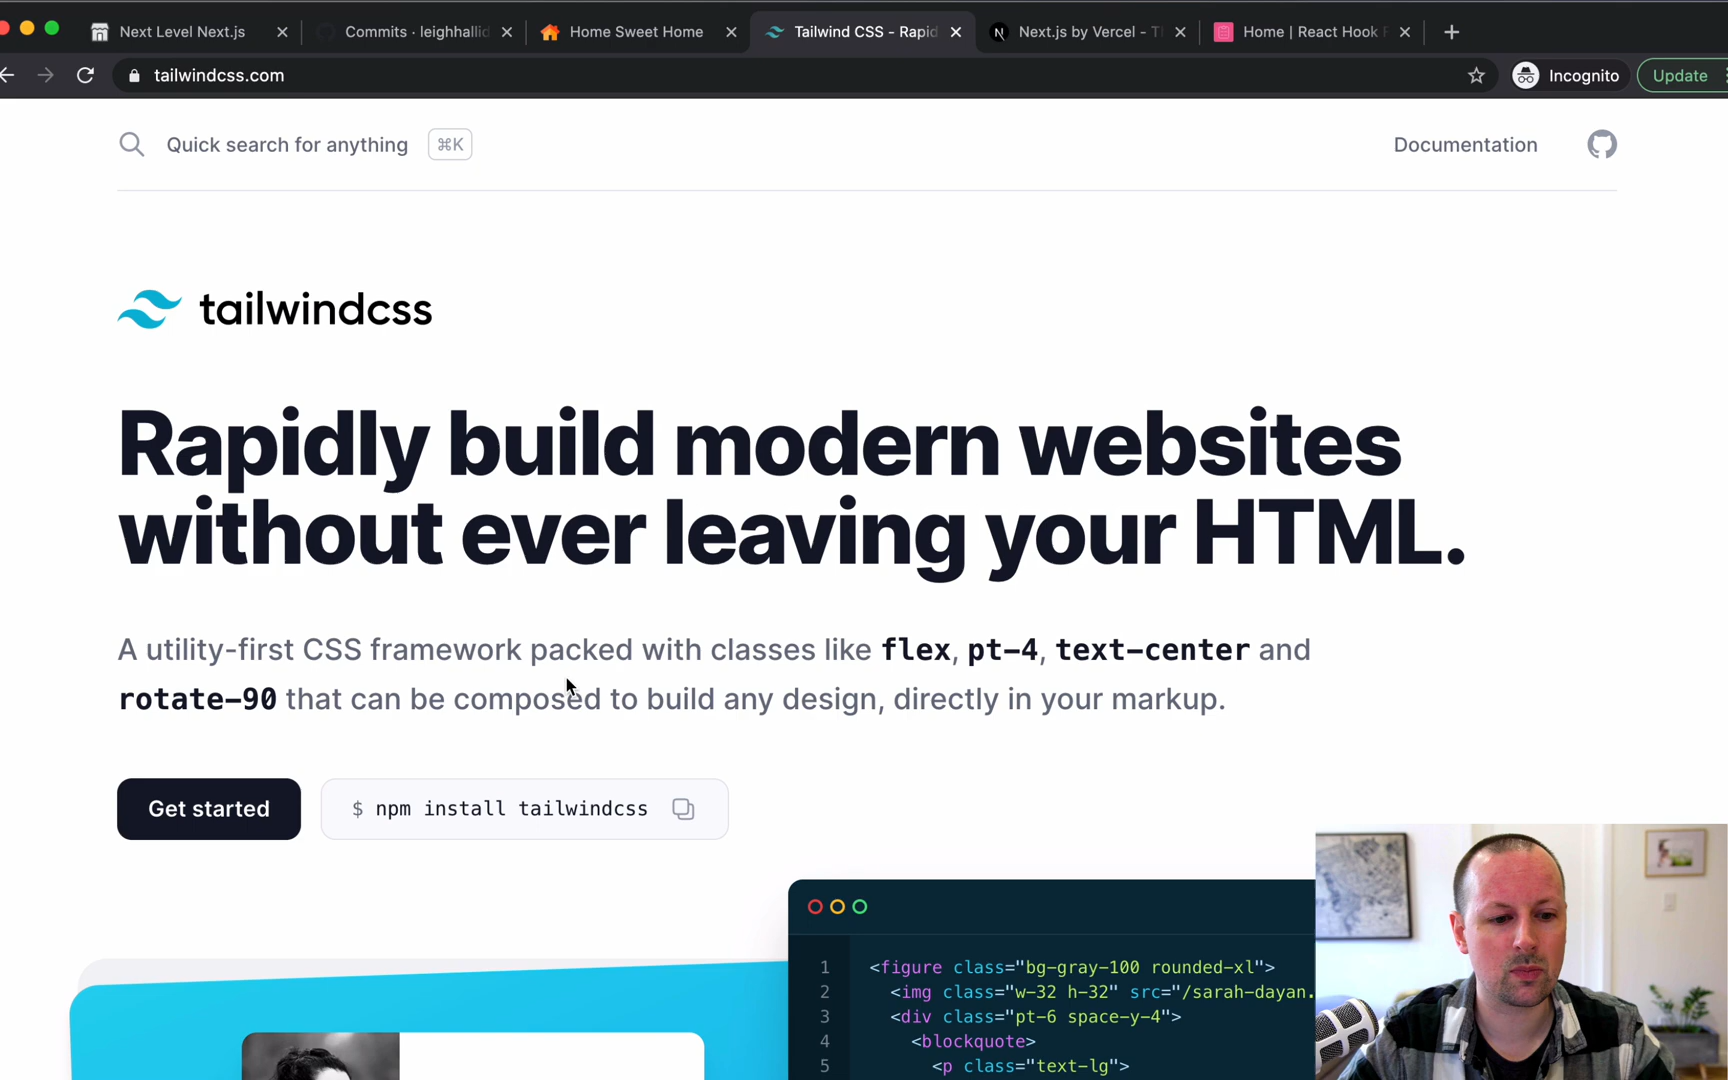 Next Level Next.js
Commits · leighhallid
Home Sweet Home
Tailwind CSS - Rapid
Next.js by Vercel - T
Home | React Hook F
tailwindcss.com
Incognito
Update
Quick search for anything
⌘K
Documentation
tailwindcss
Rapidly build modern websites
without ever leaving your HTML.
A utility-first CSS framework packed with classes like flex, pt-4, text-center and
rotate-90 that can be composed to build any design, directly in your markup.
Get started
$ npm install tailwindcss
1 <figure class="bg-gray-100 rounded-xl">
2 <img class="w-32 h-32" src="/sarah-dayan.
3 <div class="pt-6 space-y-4">
4 <blockquote>
5 <p class="text-lg">